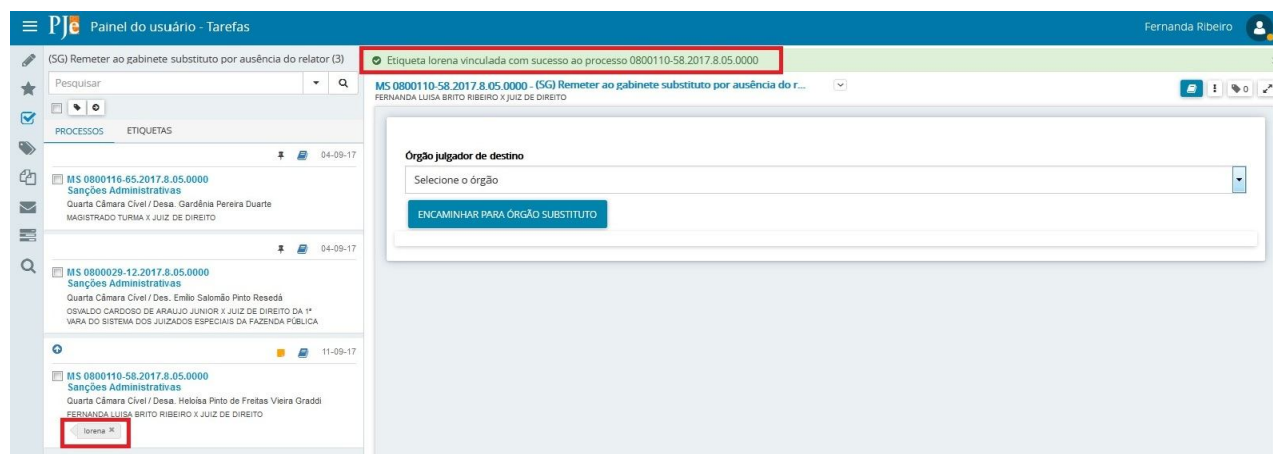 PJe Painel do usuário - Tarefas
Fernanda Ribeiro
(SG) Remeter ao gabinete substituto por ausência do relator (3)
Pesquisar
PROCESSOS ETIQUETAS
04-09-17
MS 0800116-65.2017.8.05.0000
Sanções Administrativas
Quarta Câmara Cível / Desa. Gardênia Pereira Duarte
MAGISTRADO TURMA X JUIZ DE DIREITO
04-09-17
MS 0800029-12.2017.8.05.0000
Sanções Administrativas
Quarta Câmara Cível / Des. Emílio Salomão Pinto Resedá
OSVALDO CARDOSO DE ARAUJO JUNIOR X JUIZ DE DIREITO DA 1ª
VARA DO SISTEMA DOS JUIZADOS ESPECIAIS DA FAZENDA PÚBLICA
11-09-17
MS 0800110-58.2017.8.05.0000
Sanções Administrativas
Quarta Câmara Cível / Desa. Heloísa Pinto de Freitas Vieira Graddi
FERNANDA LUISA BRITO RIBEIRO X JUIZ DE DIREITO
lorena
Etiqueta lorena vinculada com sucesso ao processo 0800110-58.2017.8.05.0000
MS 0800110-58.2017.8.05.0000 - (SG) Remeter ao gabinete substituto por ausência do r...
FERNANDA LUISA BRITO RIBEIRO X JUIZ DE DIREITO
0
Órgão julgador de destino
Selecione o órgão
ENCAMINHAR PARA ÓRGÃO SUBSTITUTO